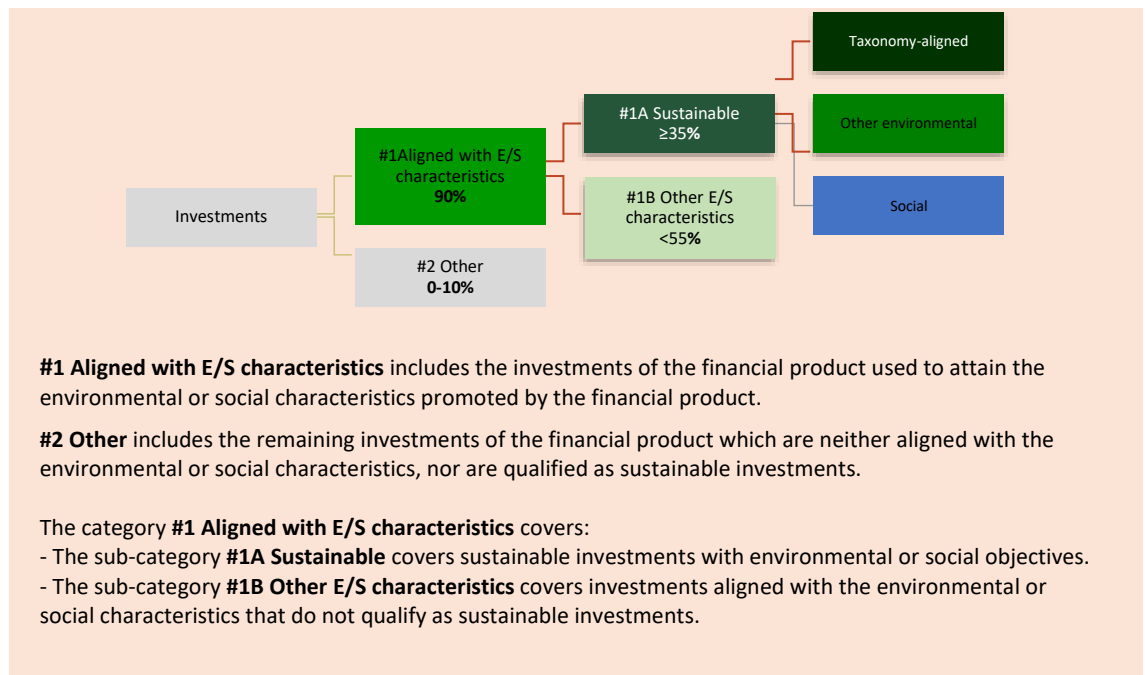 Taxonomy-aligned
#1A Sustainable
≥35%
Other environmental
#1Aligned with E/S
characteristics
90%
#1B Other E/S
characteristics
<55%
Investments
Social
#2 Other
0-10%
#1 Aligned with E/S characteristics includes the investments of the financial product used to attain the
environmental or social characteristics promoted by the financial product.
#2 Other includes the remaining investments of the financial product which are neither aligned with the
environmental or social characteristics, nor are qualified as sustainable investments.
The category #1 Aligned with E/S characteristics covers:
- The sub-category #1A Sustainable covers sustainable investments with environmental or social objectives.
- The sub-category #1B Other E/S characteristics covers investments aligned with the environmental or
social characteristics that do not qualify as sustainable investments.